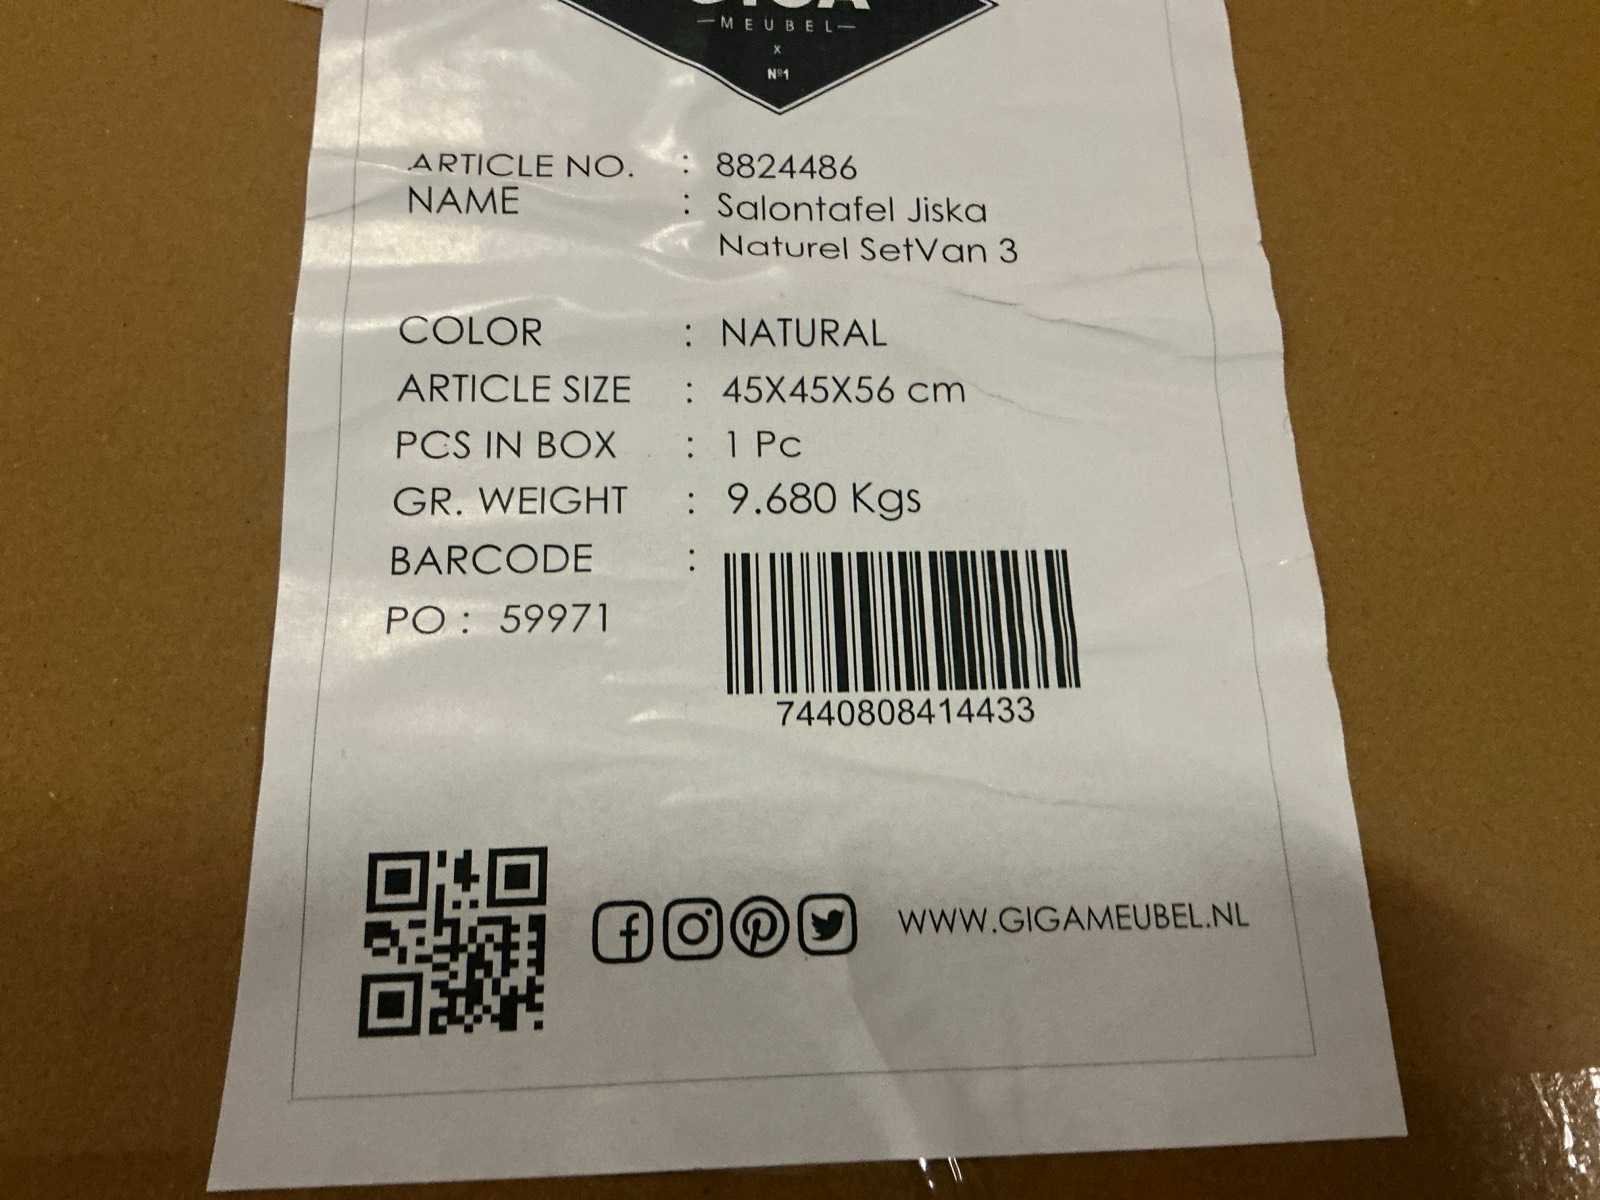 GIGA
—MEUBEL—
x
Nº1
ARTICLE NO. : 8824486
NAME : Salontafel Jiska
Naturel SetVan 3
COLOR : NATURAL
ARTICLE SIZE : 45X45X56 cm
PCS IN BOX : 1 Pc
GR. WEIGHT : 9.680 Kgs
BARCODE :
PO : 59971
7440808414433
WWW.GIGAMEUBEL.NL